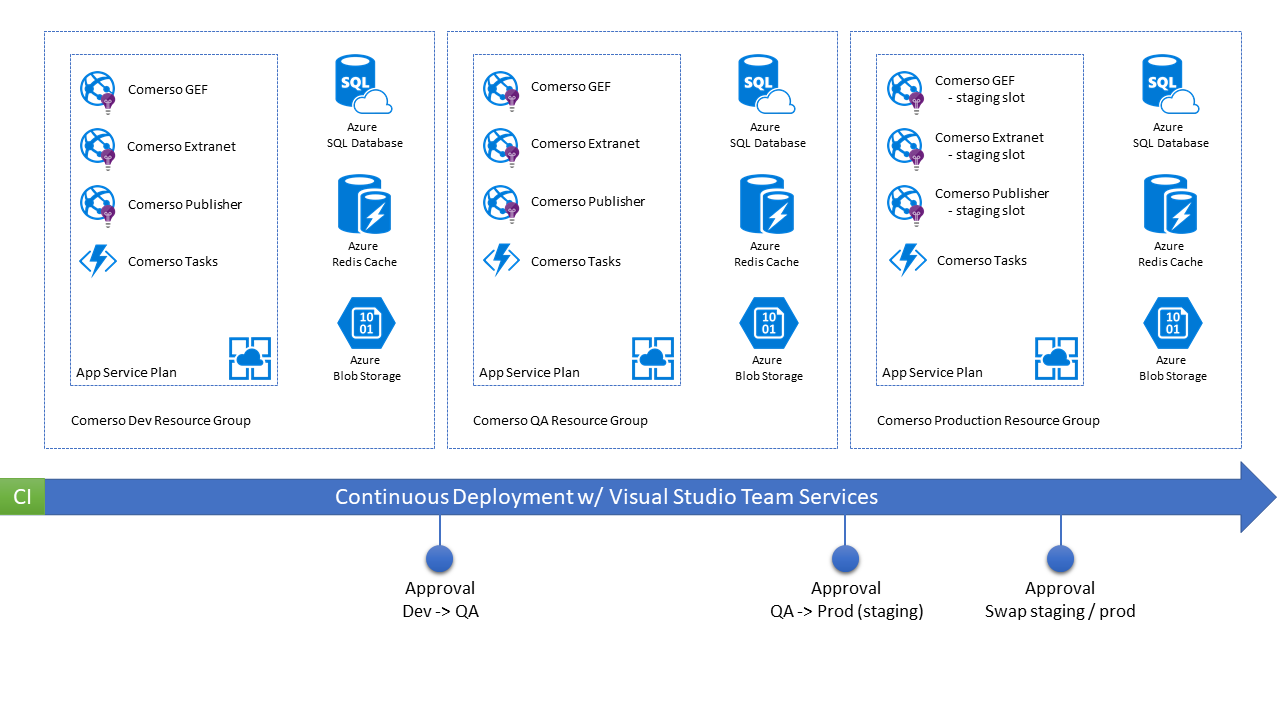 Comerso GEF
Comerso Extranet
Comerso Publisher
Comerso Tasks
App Service Plan
SQL
Azure
SQL Database
Azure
Redis Cache
10
01
Azure
Blob Storage
Comerso Dev Resource Group
Comerso GEF
Comerso Extranet
Comerso Publisher
Comerso Tasks
App Service Plan
SQL
Azure
SQL Database
Azure
Redis Cache
10
01
Azure
Blob Storage
Comerso QA Resource Group
Comerso GEF
- staging slot
Comerso Extranet
- staging slot
Comerso Publisher
- staging slot
Comerso Tasks
App Service Plan
SQL
Azure
SQL Database
Azure
Redis Cache
10
01
Azure
Blob Storage
Comerso Production Resource Group
CI
Continuous Deployment w/ Visual Studio Team Services
Approval
Dev -> QA
Approval
QA -> Prod (staging)
Approval
Swap staging / prod